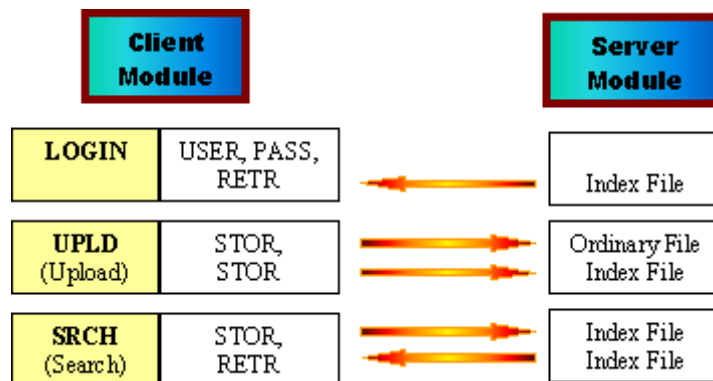 Client
Module
Server
Module
LOGIN
USER, PASS,
RETR
Index File
UPLD
(Upload)
STOR,
STOR
Ordinary File
Index File
SRCH
(Search)
STOR,
RETR
Index File
Index File